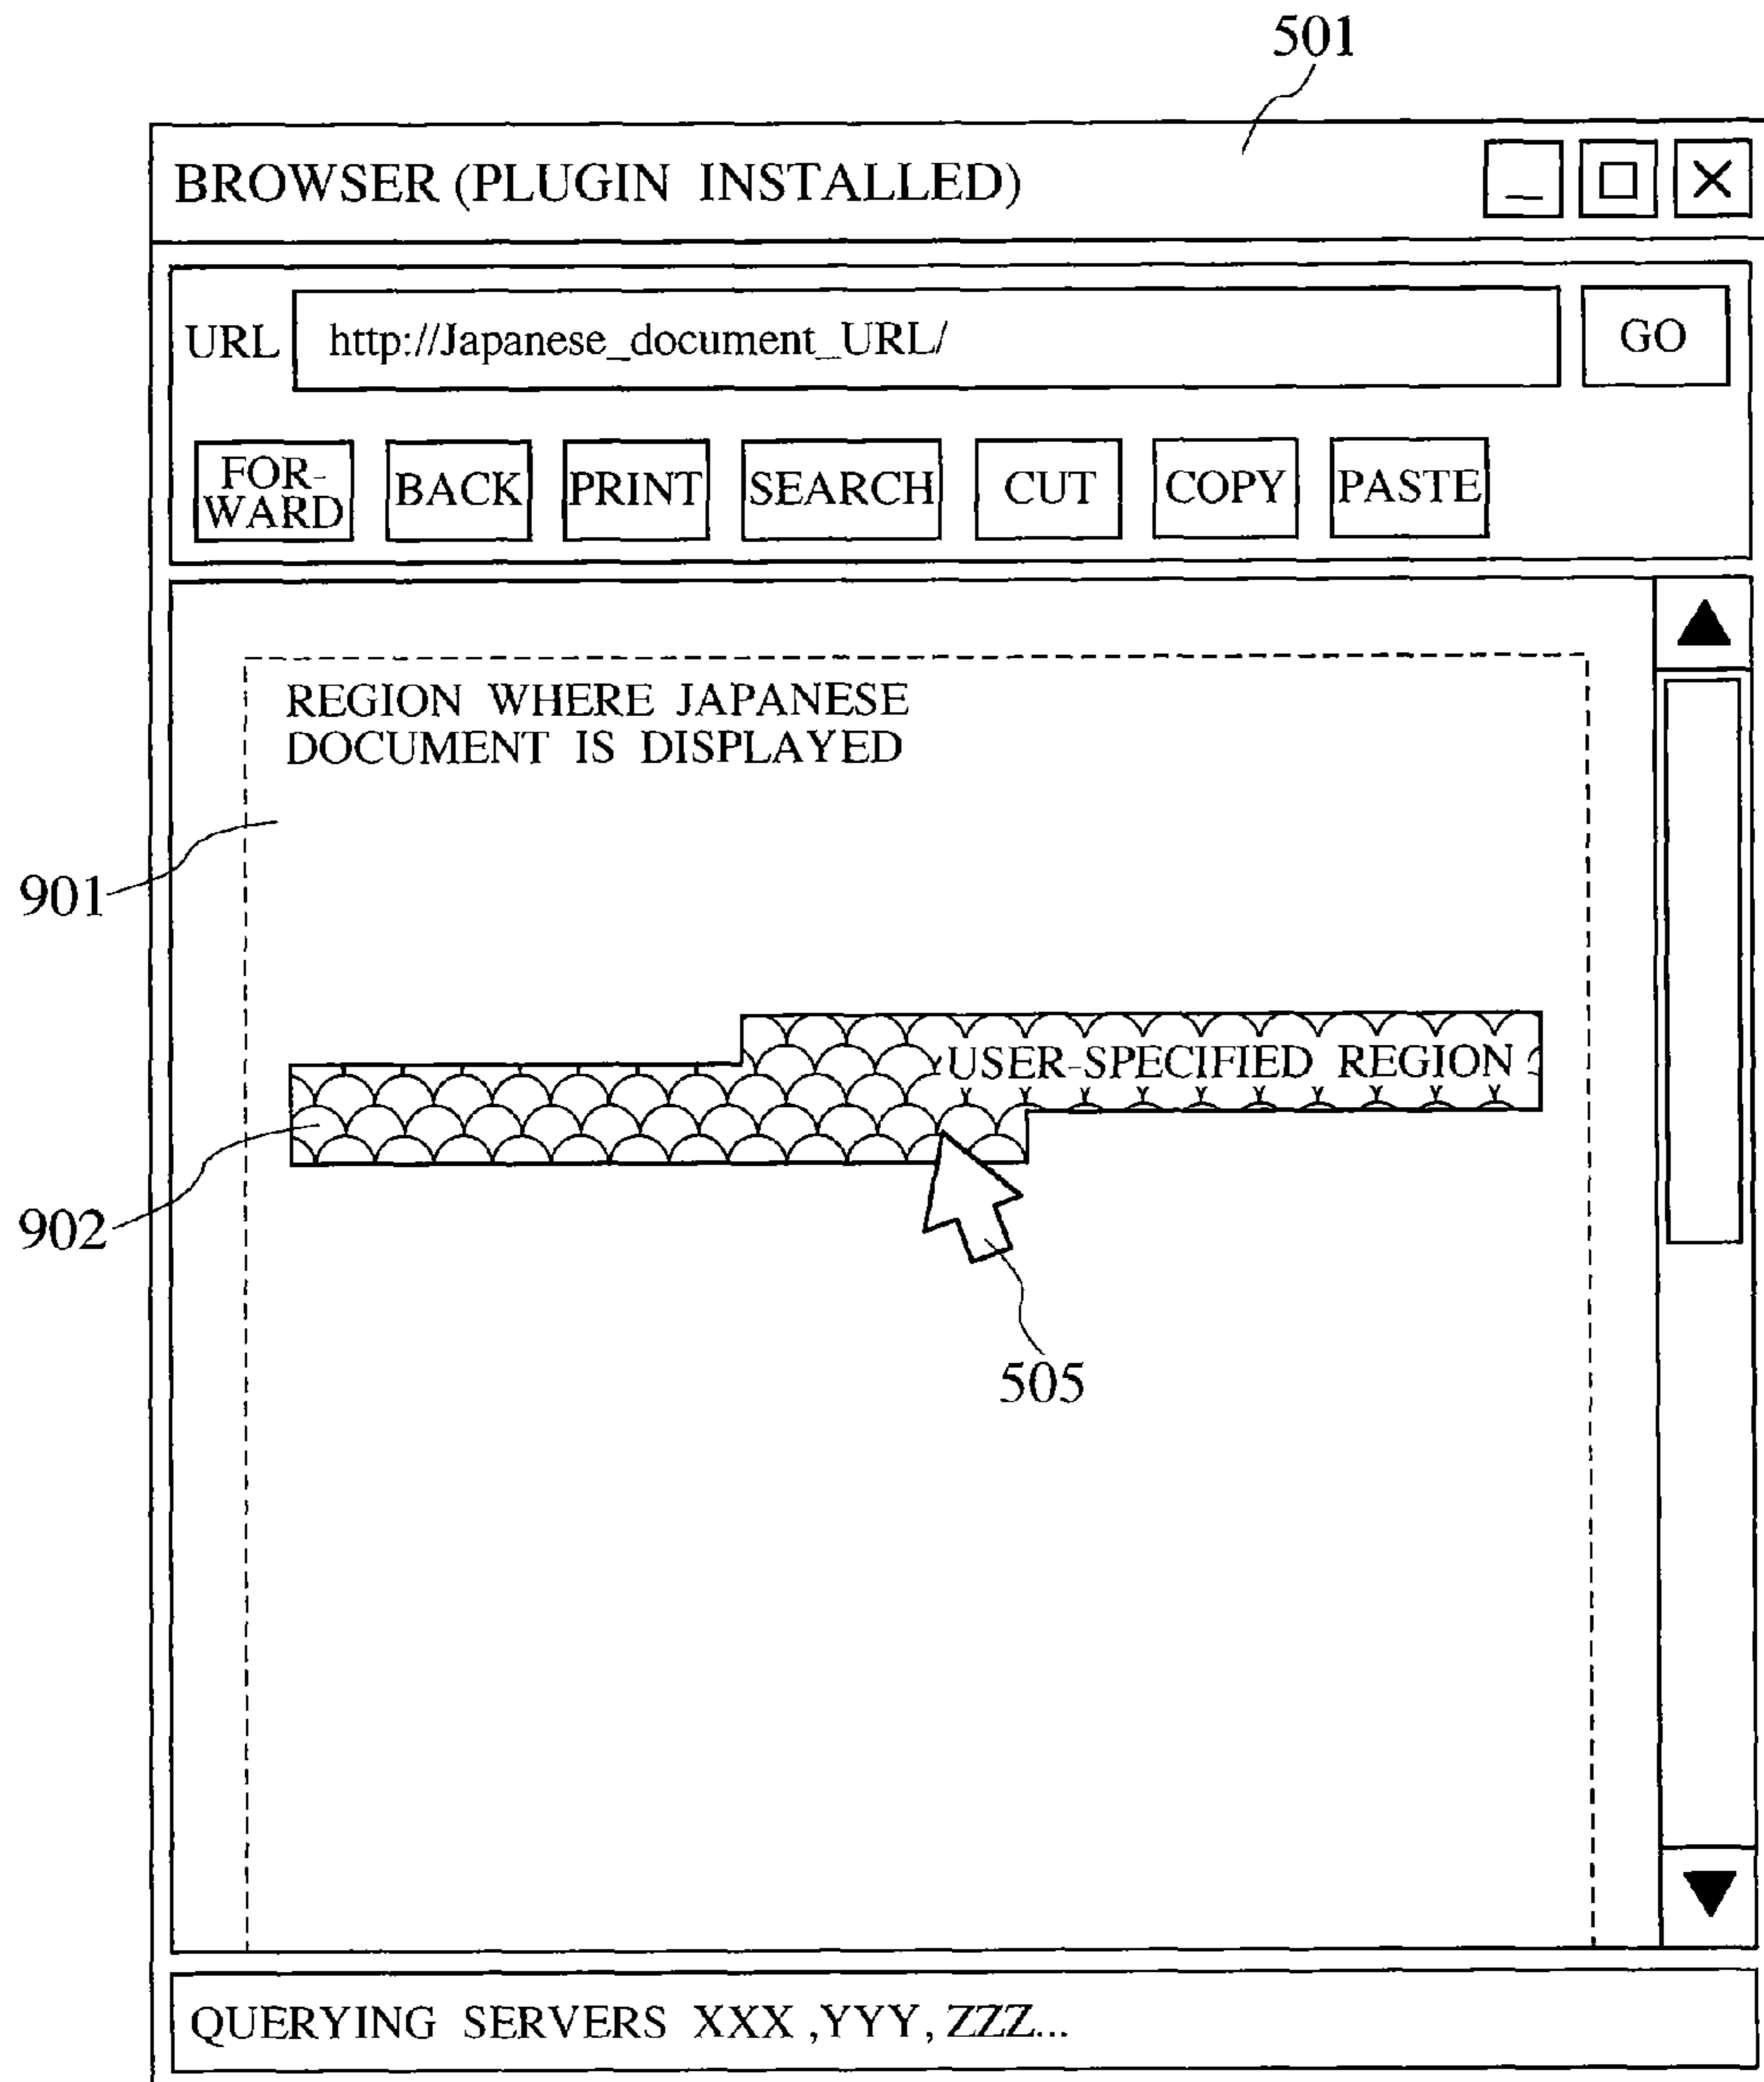 501
BROWSER (PLUGIN INSTALLED)
URL http://Japanese_document_URL/ GO
FOR-
WARD BACK PRINT SEARCH CUT COPY PASTE
REGION WHERE JAPANESE
DOCUMENT IS DISPLAYED
901
USER-SPECIFIED REGION
902
505
QUERYING SERVERS XXX ,YYY, ZZZ...